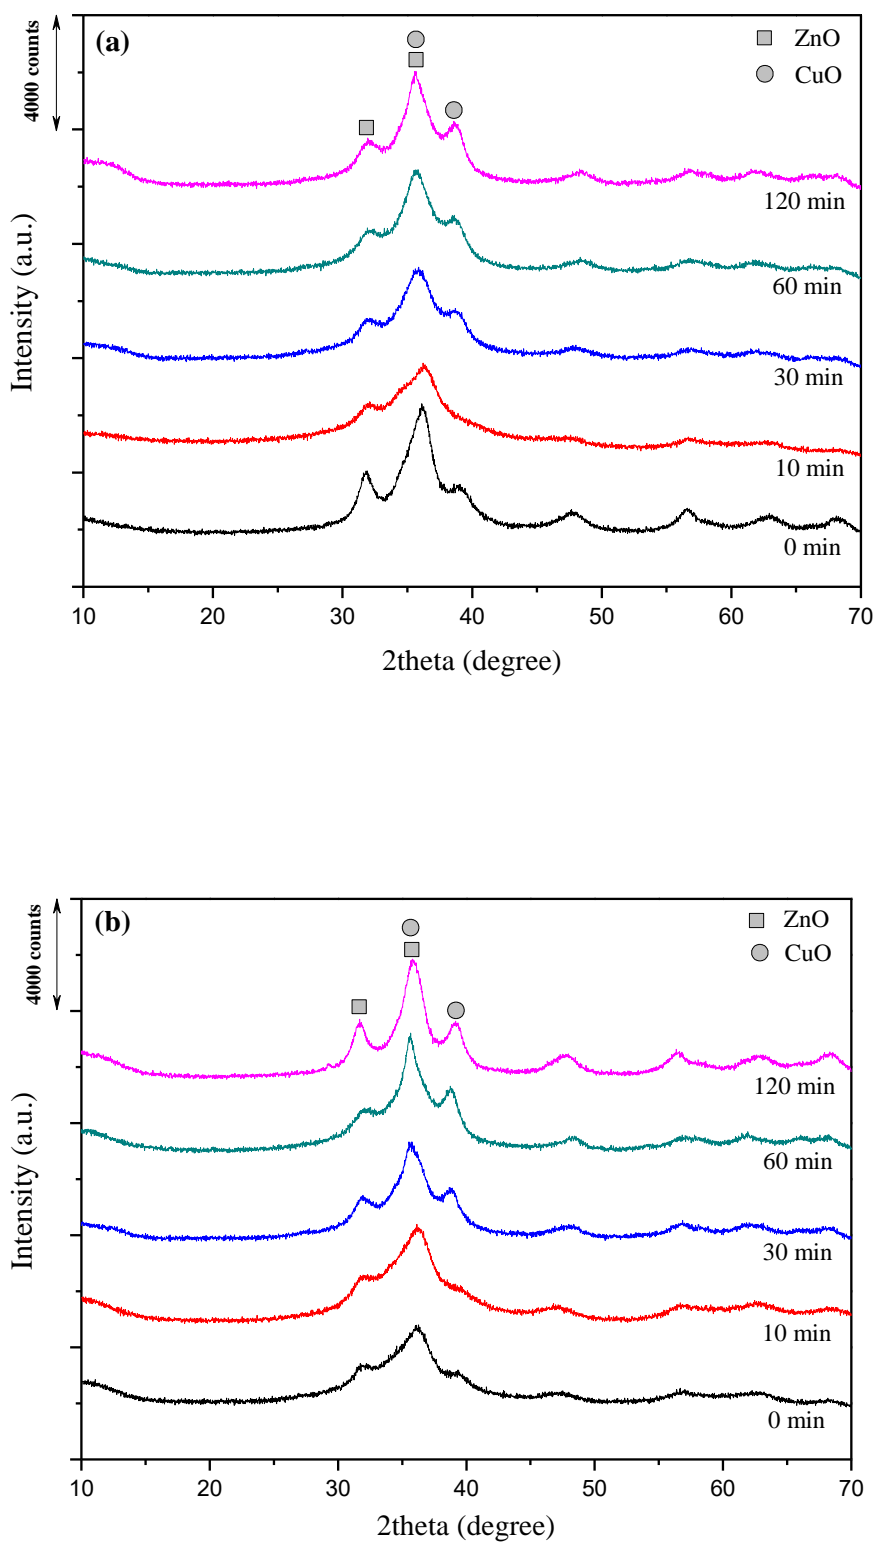 (a)
ZnO
CuO
4000 counts
Intensity (a.u.)
120 min
60 min
30 min
10 min
0 min
10 20 30 40 50 60 70
2theta (degree)
(b)
ZnO
CuO
4000 counts
Intensity (a.u.)
120 min
60 min
30 min
10 min
0 min
10 20 30 40 50 60 70
2theta (degree)